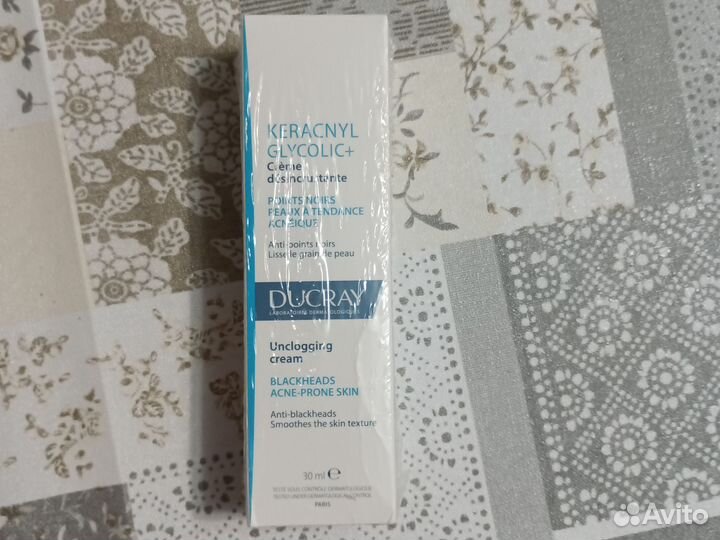 KERACNYL
GLYCOLIC+
Crème
désincrustante
POINTS NOIRS
PEAUX À TENDANCE
ACNÉIQUE
Anti-points noirs
Lisse le grain de peau
DUCRAY
LABORATOIRES DERMATOLOGIQUES
Unclogging
cream
BLACKHEADS
ACNE-PRONE SKIN
Anti-blackheads
Smoothes the skin texture
30 ml ℮
TESTÉ SOUS CONTRÔLE DERMATOLOGIQUE
TESTED UNDER DERMATOLOGICAL CONTROL
PARIS
Avito